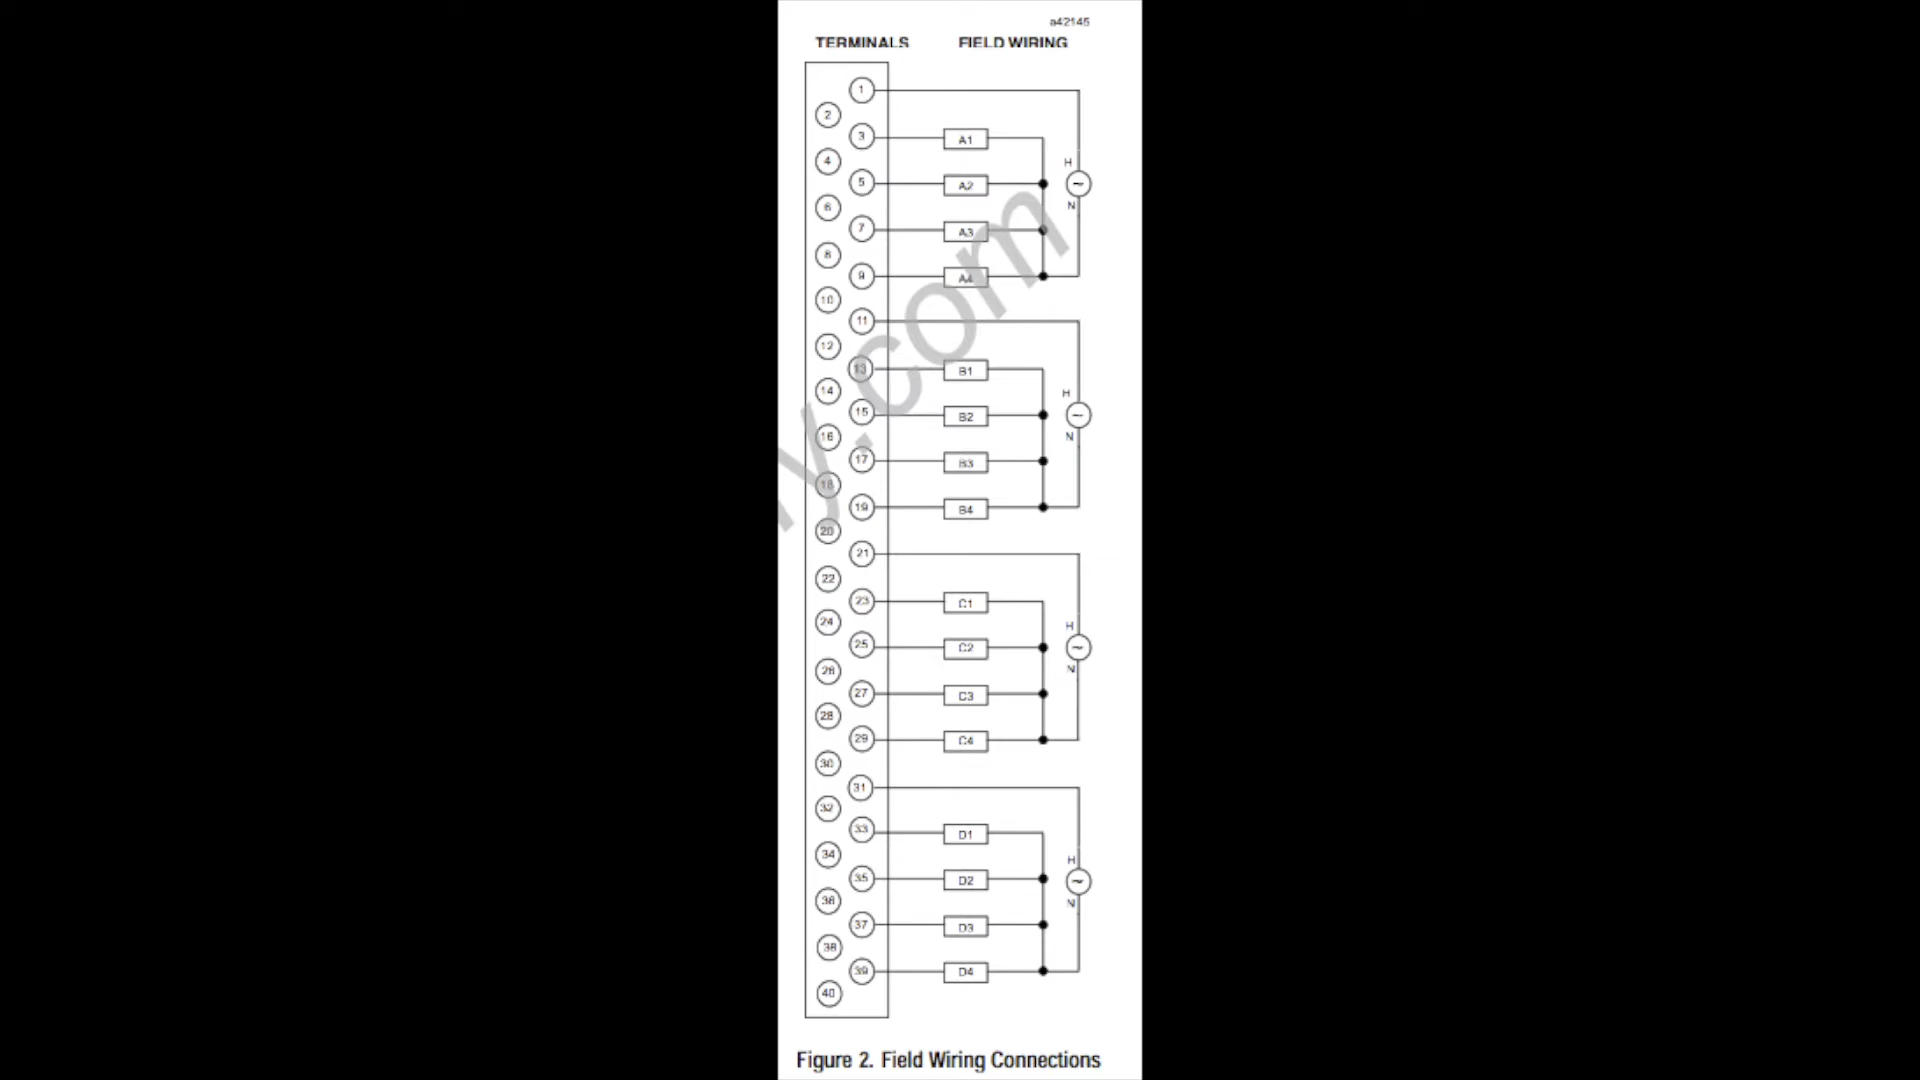 a42145
TERMINALS FIELD WIRING
1
2
3 A1
H
4
5 A2 ~
6 N
7 A3
8
9 A4
10
11
12
13 B1
14 H
15 B2 ~
16 N
17 B3
18
19 B4
20
21
22
23 C1
24 H
25 C2 ~
26 N
27 C3
28
29 C4
30
31
32
33 D1
34 H
35 D2 ~
36 N
37 D3
38
39 D4
40
y.com
Figure 2. Field Wiring Connections